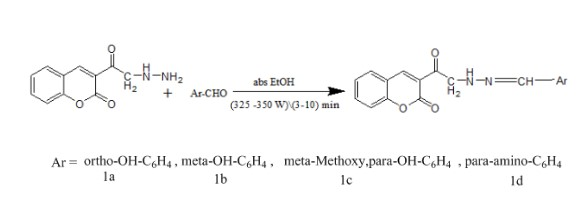 O
C-N-NH₂
H
H₂
O O
+ Ar-CHO
abs EtOH
(325 -350 W)\(3-10) min
O
C-N-N=CH-Ar
H
H₂
O O
Ar = ortho-OH-C₆H₄ , meta-OH-C₆H₄ , meta-Methoxy,para-OH-C₆H₄ , para-amino-C₆H₄
1a 1b 1c 1d